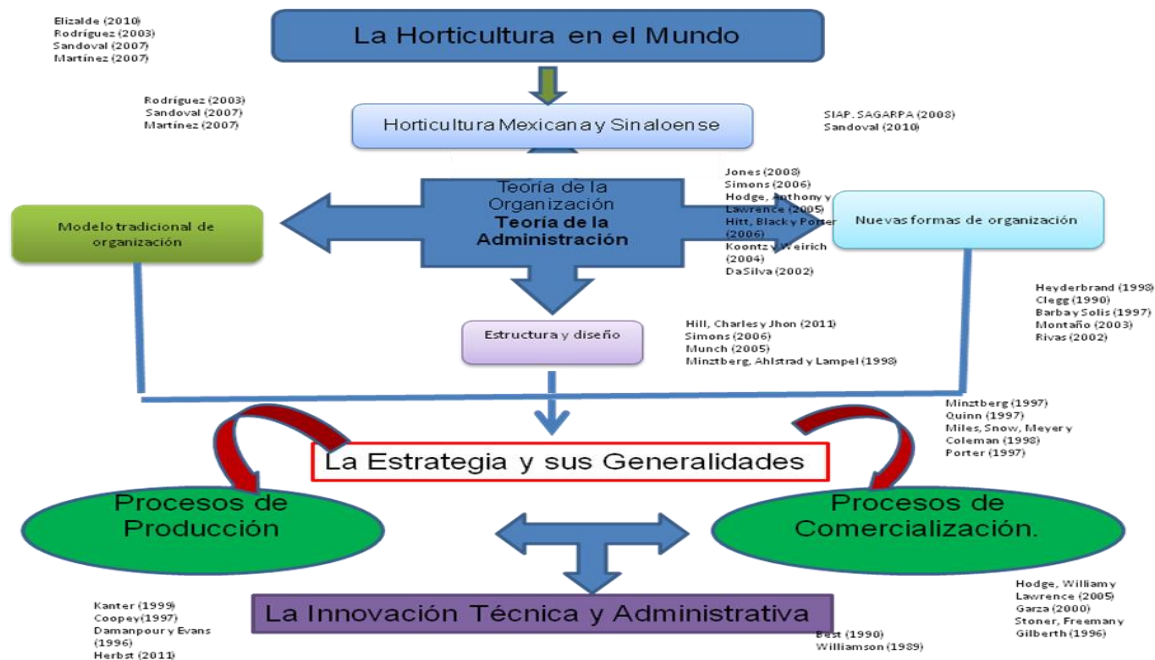 Elizalde (2010)
Rodríguez (2003)
Sandoval (2007)
Martínez (2007)
La Horticultura en el Mundo
Rodríguez (2003)
Sandoval (2007)
Martínez (2007)
Horticultura Mexicana y Sinaloense
SIAP. SAGARPA (2008)
Sandoval (2010)
Modelo tradicional de
organización
Teoría de la
Organización
Teoría de la
Administración
Jones (2008)
Simons (2006)
Hodge, Anthony y
Lawrence (2005)
Hitt, Black y Porter
(2006)
Koontz y Weirich
(2004)
DaSilva (2002)
Nuevas formas de organización
Heyderbrand (1998)
Clegg (1990)
Barba y Solis (1997)
Montaño (2003)
Rivas (2002)
Estructura y diseño
Hill, Charles y Jhon (2011)
Simons (2006)
Munch (2005)
Minztberg, Ahlstrad y Lampel (1998)
Minztberg (1997)
Quinn (1997)
Miles, Snow, Meyer y
Coleman (1998)
Porter (1997)
La Estrategia y sus Generalidades
Procesos de
Producción
Procesos de
Comercialización.
Kanter (1999)
Coopey (1997)
Damanpour y Evans
(1996)
Herbst (2011)
La Innovación Técnica y Administrativa
Best (1990)
Williamson (1989)
Hodge, William y
Lawrence (2005)
Garza (2000)
Stoner, Freeman y
Gilberth (1996)